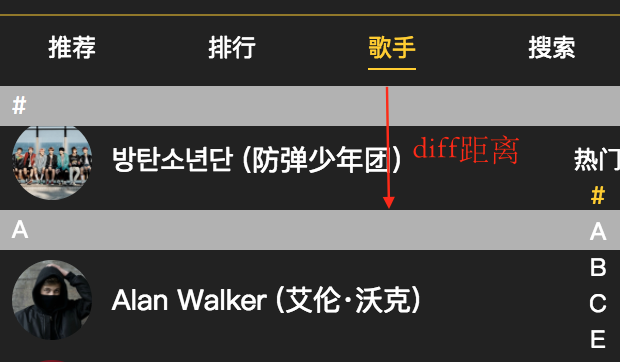 推荐 排行 歌手 搜索
#
방탄소년단 (防弹少年团)
diff距离
热门
#
A
A
B
Alan Walker (艾伦·沃克)
C
E